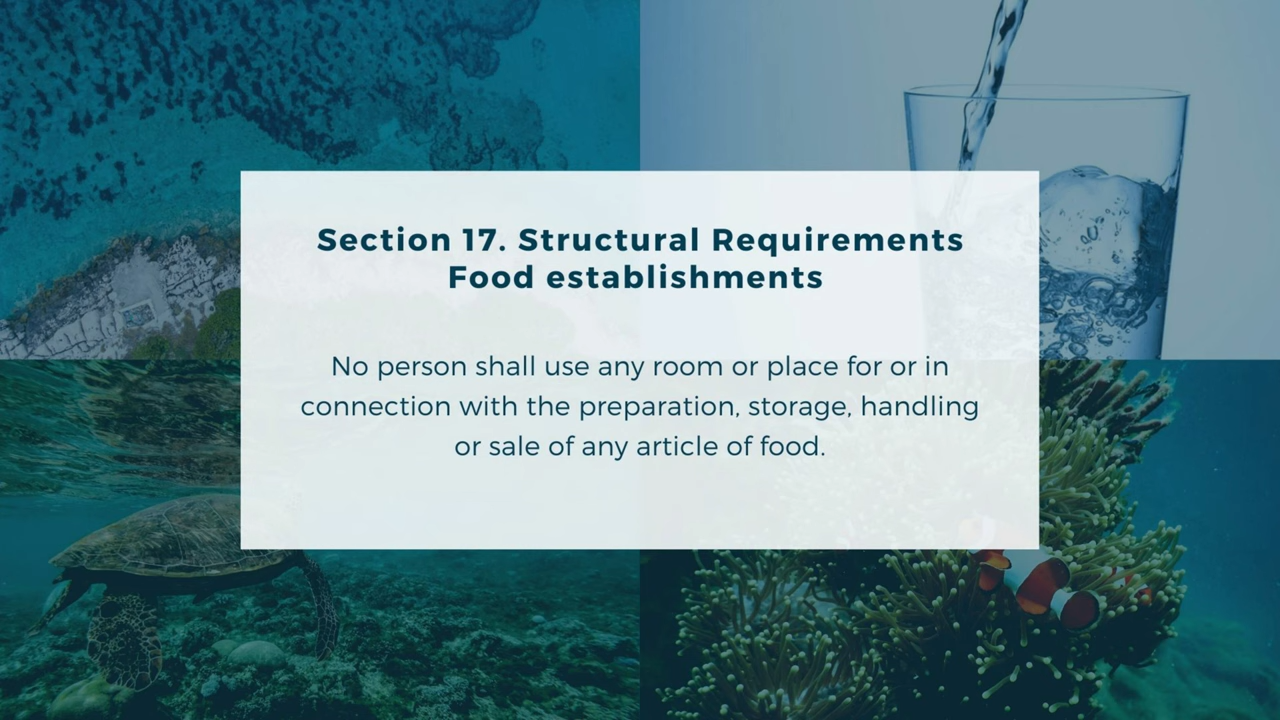 Section 17. Structural Requirements
Food establishments
No person shall use any room or place for or in
connection with the preparation, storage, handling
or sale of any article of food.